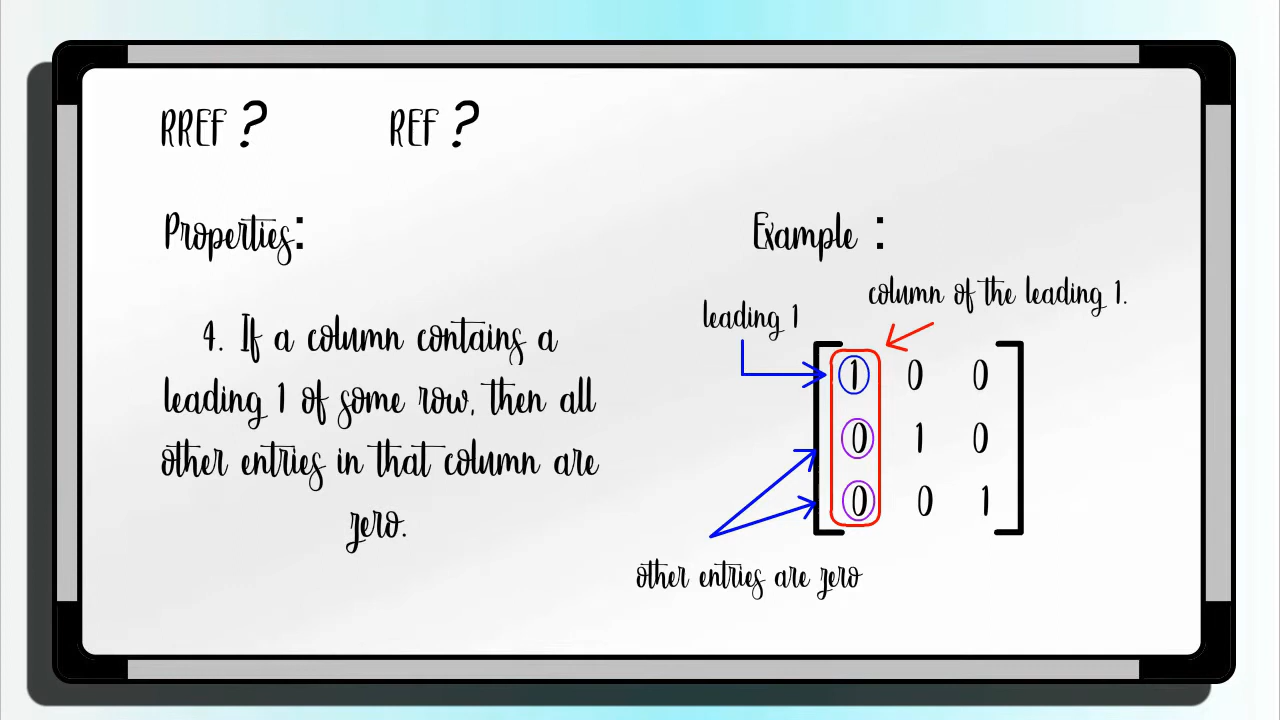 RREF ? REF ?
Properties: Example :
4. If a column contains a
leading 1 of some row, then all
other entries in that column are
zero.
column of the leading 1.
leading 1
1 0 0
0 1 0
0 0 1
other entries are zero